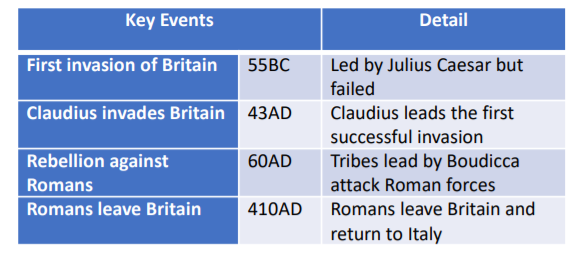 Key Events Detail
First invasion of Britain 55BC Led by Julius Caesar but
failed
Claudius invades Britain 43AD Claudius leads the first
successful invasion
Rebellion against 60AD Tribes lead by Boudicca
Romans attack Roman forces
Romans leave Britain 410AD Romans leave Britain and
return to Italy